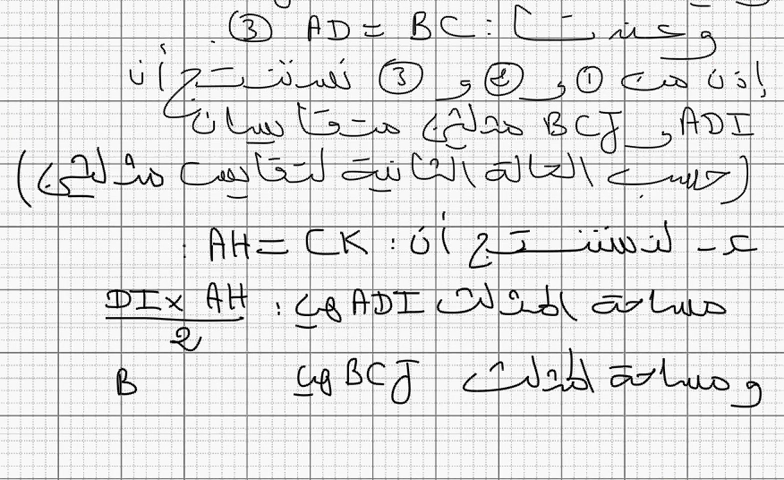 وعندنا : AD = BC ③.
إذن من ① و ② و ③ نستنتج أن
ADI و BCJ مثلثين متقايسان
(حسب الحالة الثانية لتقايس مثلثين)
ع - لنستنتج أن : AH = CK :
مساحة المثلث ADI هي : DI × AH / 2
ومساحة المثلث BCJ هي B